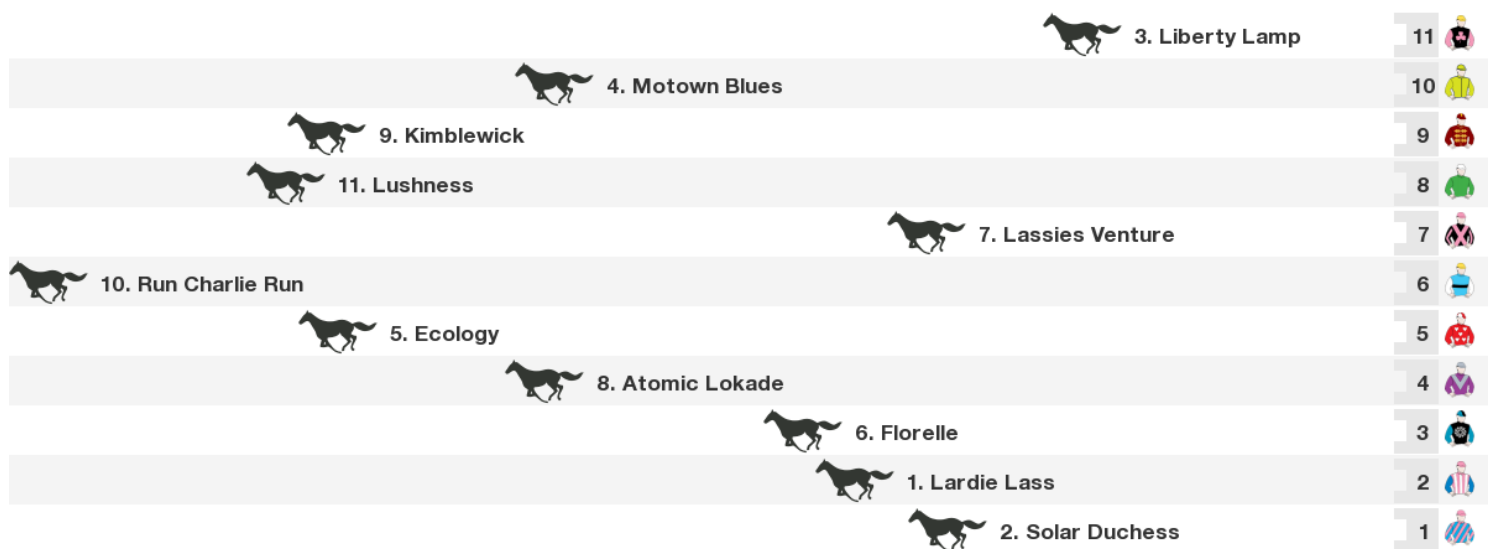 3. Liberty Lamp 11
4. Motown Blues 10
9. Kimblewick 9
11. Lushness 8
7. Lassies Venture 7
10. Run Charlie Run 6
5. Ecology 5
8. Atomic Lokade 4
6. Florelle 3
1. Lardie Lass 2
2. Solar Duchess 1